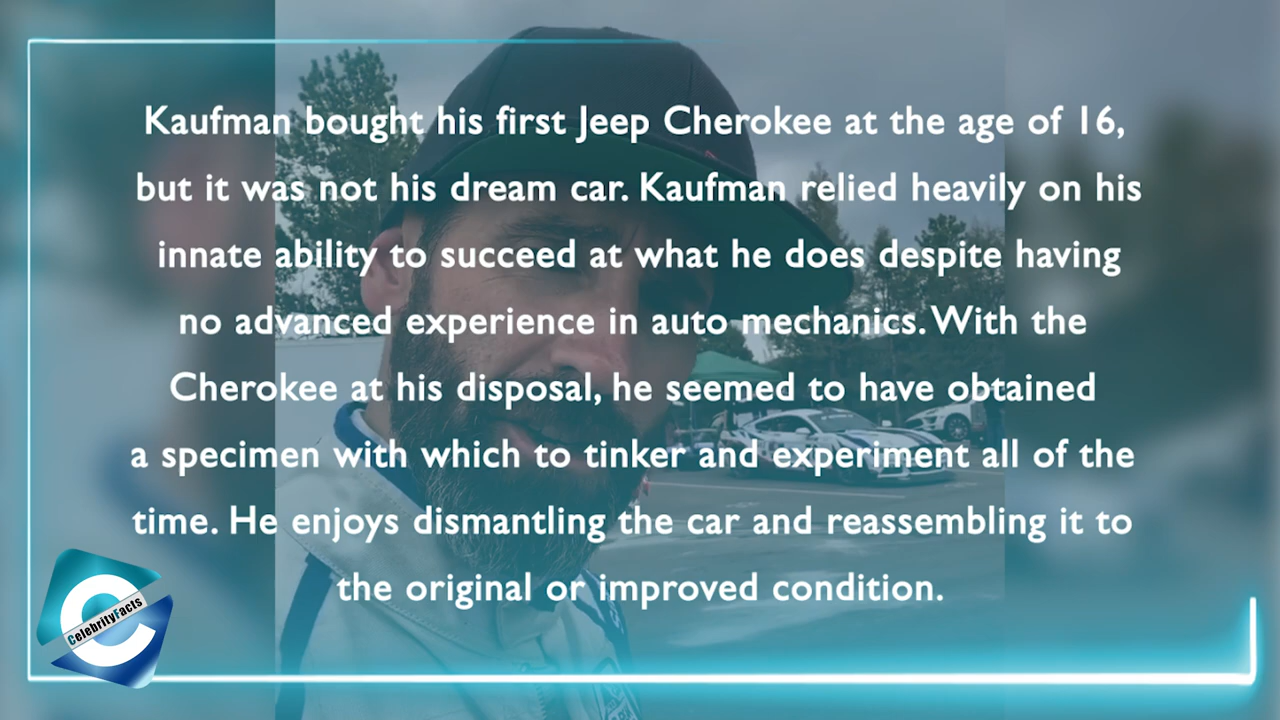 Kaufman bought his first Jeep Cherokee at the age of 16,
but it was not his dream car. Kaufman relied heavily on his
innate ability to succeed at what he does despite having
no advanced experience in auto mechanics. With the
Cherokee at his disposal, he seemed to have obtained
a specimen with which to tinker and experiment all of the
time. He enjoys dismantling the car and reassembling it to
the original or improved condition.
CelebrityFacts